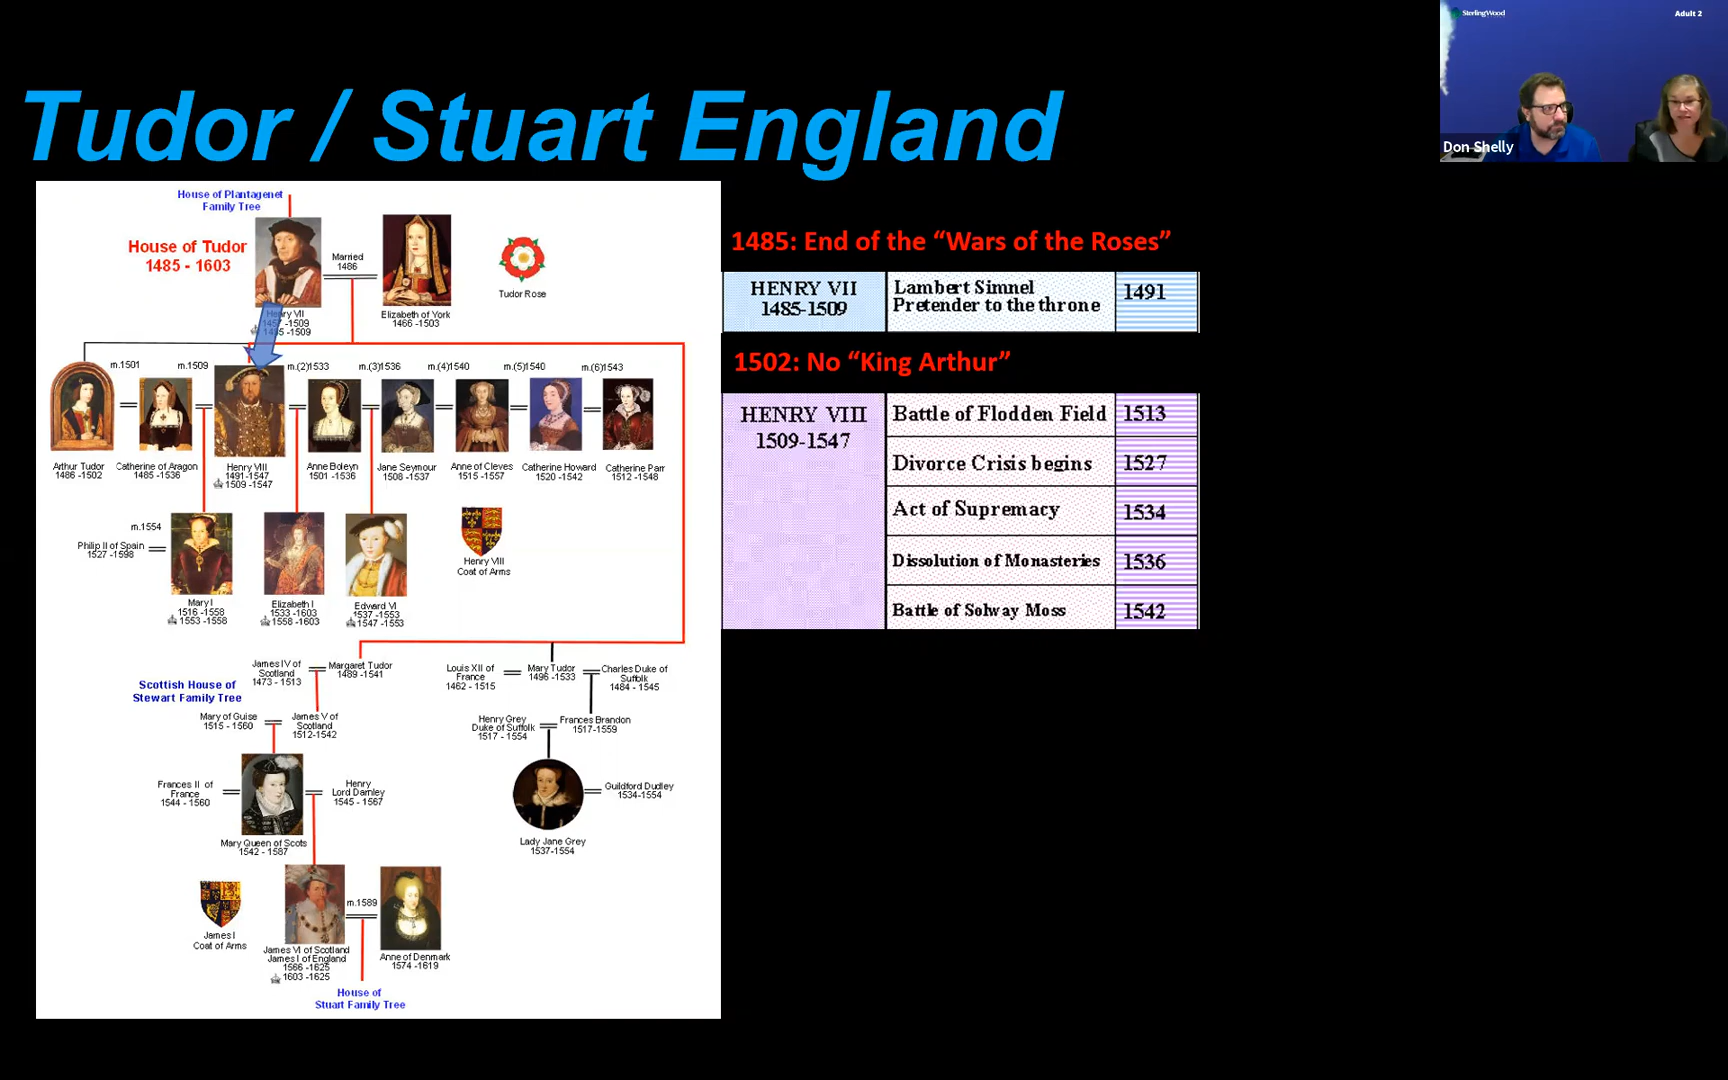 SterlingWood
Adult 2
Don Shelly
Tudor / Stuart England
House of Plantagenet
Family Tree
House of Tudor
1485 - 1603
Married
1486
Tudor Rose
Henry VII
-1509
-1509
Elizabeth of York
1466 -1503
m.1501
m.1509
m.(2)1533
m.(3)1536
m.(4)1540
m.(5)1540
m.(6)1543
Arthur Tudor
1486 -1502
Catherine of Aragon
1485 -1536
Henry VIII
1491-1547
1509 -1547
Anne Boleyn
1501 -1536
Jane Seymour
1508 -1537
Anne of Cleves
1515 -1557
Catherine Howard
1520 -1542
Catherine Parr
1512 -1548
m.1554
Philip II of Spain
1527 -1598
Mary I
1516 -1558
1553 -1558
Elizabeth I
1533 -1603
1558 -1603
Edward VI
1537 -1553
1547 -1553
Henry VIII
Coat of Arms
James IV of
Scotland
1473 - 1513
Margaret Tudor
1489 -1541
Louis XII of
France
1462 - 1515
Mary Tudor
1496 -1533
Charles Duke of
Suffolk
1484 - 1545
Scottish House of
Stewart Family Tree
Mary of Guise
1515 - 1560
James V of
Scotland
1512-1542
Henry Grey
Duke of Suffolk
1517 - 1554
Frances Brandon
1517-1559
Frances II of
France
1544 - 1560
Henry
Lord Darnley
1545 - 1567
Guildford Dudley
1534-1554
Mary Queen of Scots
1542 - 1587
Lady Jane Grey
1537-1554
m.1589
James I
Coat of Arms
James VI of Scotland
James I of England
1566 -1625
1603 -1625
Anne of Denmark
1574 -1619
House of
Stuart Family Tree
1485: End of the “Wars of the Roses”
HENRY VII
1485-1509
Lambert Simnel
Pretender to the throne
1491
1502: No “King Arthur”
HENRY VIII
1509-1547
Battle of Flodden Field
1513
Divorce Crisis begins
1527
Act of Supremacy
1534
Dissolution of Monasteries
1536
Battle of Solway Moss
1542